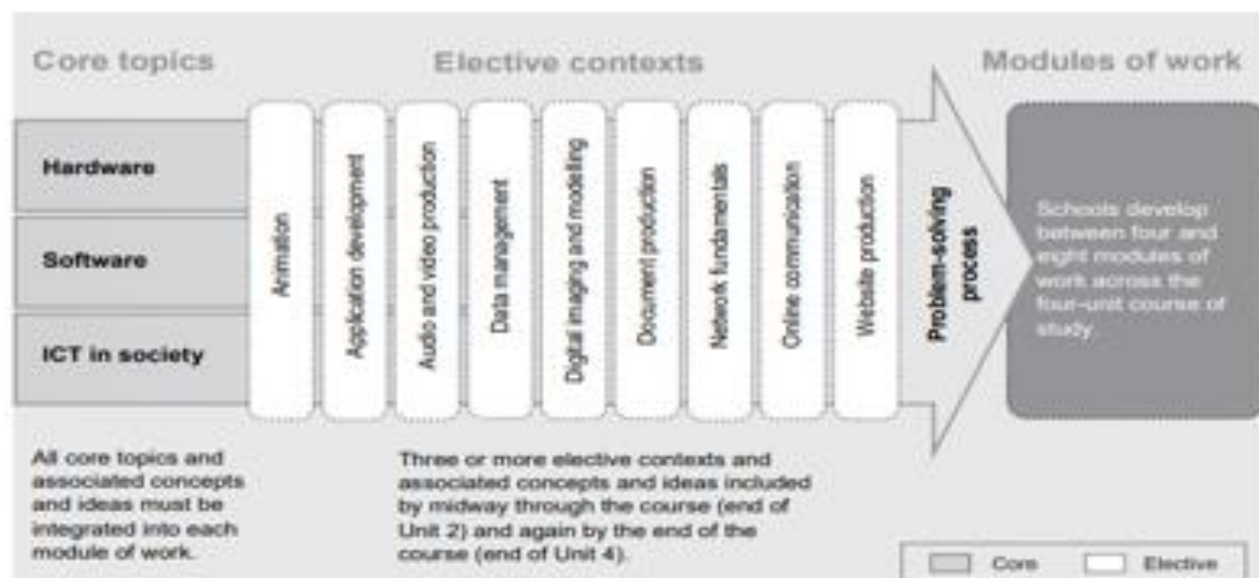 Core topics
Elective contexts
Modules of work
Hardware
Software
ICT in society
Animation
Application development
Audio and video production
Data management
Digital imaging and modelling
Document production
Network fundamentals
Online communication
Website production
Problem-solving
process
Schools develop
between four and
eight modules of
work across the
four-unit course of
study.
All core topics and
associated concepts
and ideas must be
integrated into each
module of work.
Three or more elective contexts and
associated concepts and ideas included
by midway through the course (end of
Unit 2) and again by the end of the
course (end of Unit 4).
Core
Elective